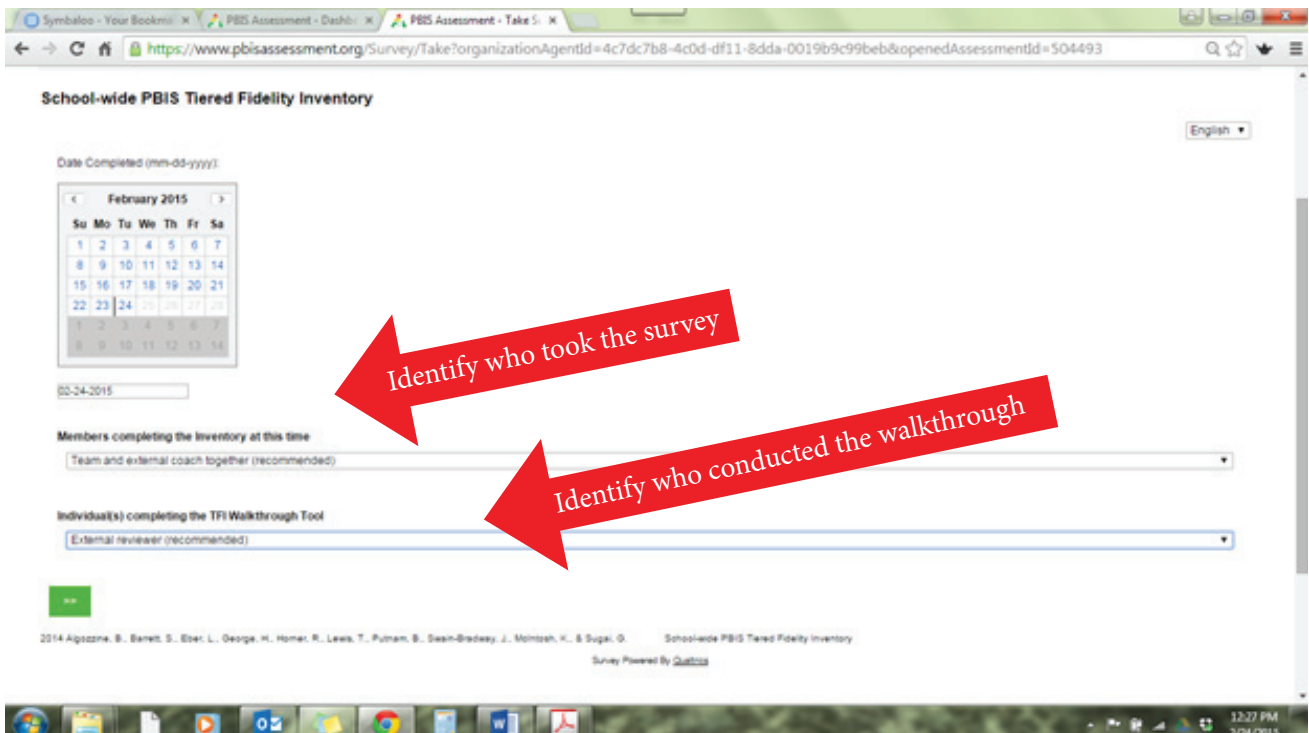 Symbaloo - Your Bookma
PBIS Assessment - Dashb
PBIS Assessment - Take S
https://www.pbisassessment.org/Survey/Take?organizationAgentId=4c7dc7b8-4c0d-df11-8dda-0019b9c99beb&openedAssessmentId=504493
School-wide PBIS Tiered Fidelity Inventory
English
Date Completed (mm-dd-yyyy):
February 2015
Su Mo Tu We Th Fr Sa
1 2 3 4 5 6 7
8 9 10 11 12 13 14
15 16 17 18 19 20 21
22 23 24 25 26 27 28
1 2 3 4 5 6 7
8 9 10 11 12 13 14
02-24-2015
Identify who took the survey
Members completing the Inventory at this time
Team and external coach together (recommended)
Identify who conducted the walkthrough
Individual(s) completing the TFI Walkthrough Tool
External reviewer (recommended)
>>
2014 Algozzine, B., Barrett, S., Eber, L., George, H., Horner, R., Lewis, T., Putnam, B., Swain-Bradway, J., McIntosh, K., & Sugai, G. School-wide PBIS Tiered Fidelity Inventory
Survey Powered By Qualtrics
12:27 PM
2/24/2015